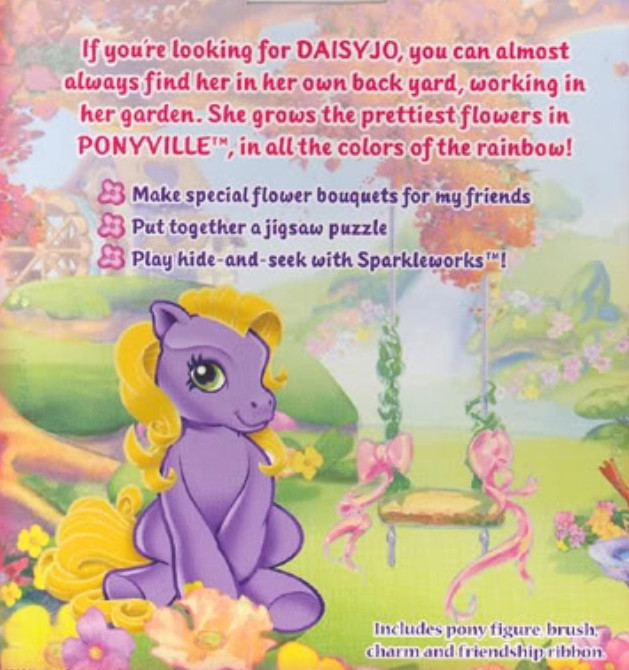 If you're looking for DAISYJO, you can almost
always find her in her own back yard, working in
her garden. She grows the prettiest flowers in
PONYVILLE™, in all the colors of the rainbow!
Make special flower bouquets for my friends
Put together a jigsaw puzzle
Play hide-and-seek with Sparkleworks™!
Includes pony figure, brush,
charm and friendship ribbon.